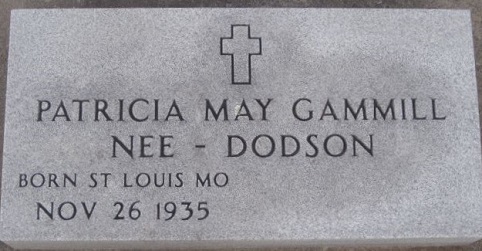 PATRICIA MAY GAMMILL
NEE - DODSON
BORN ST LOUIS MO
NOV 26 1935